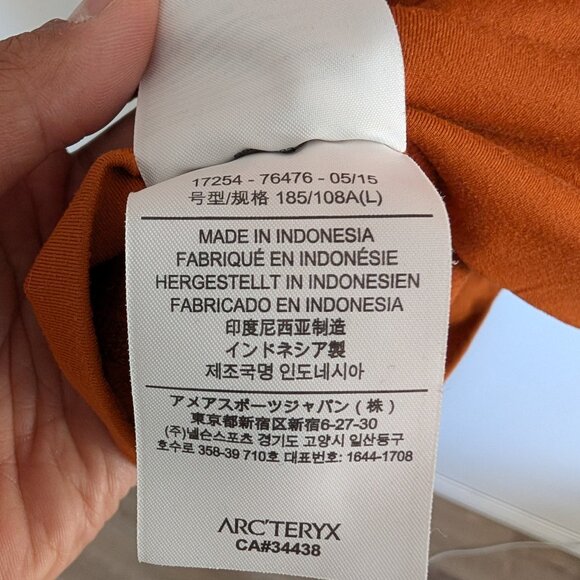 17254 - 76476 - 05/15
号型/规格 185/108A(L)
MADE IN INDONESIA
FABRIQUÉ EN INDONÉSIE
HERGESTELLT IN INDONESIEN
FABRICADO EN INDONESIA
印度尼西亚制造
インドネシア製
제조국명 인도네시아
アメアスポーツジャパン（株）
東京都新宿区新宿6-27-30
(주)넬슨스포츠 경기도 고양시 일산동구
호수로 358-39 710호 대표번호: 1644-1708
ARC'TERYX
CA#34438